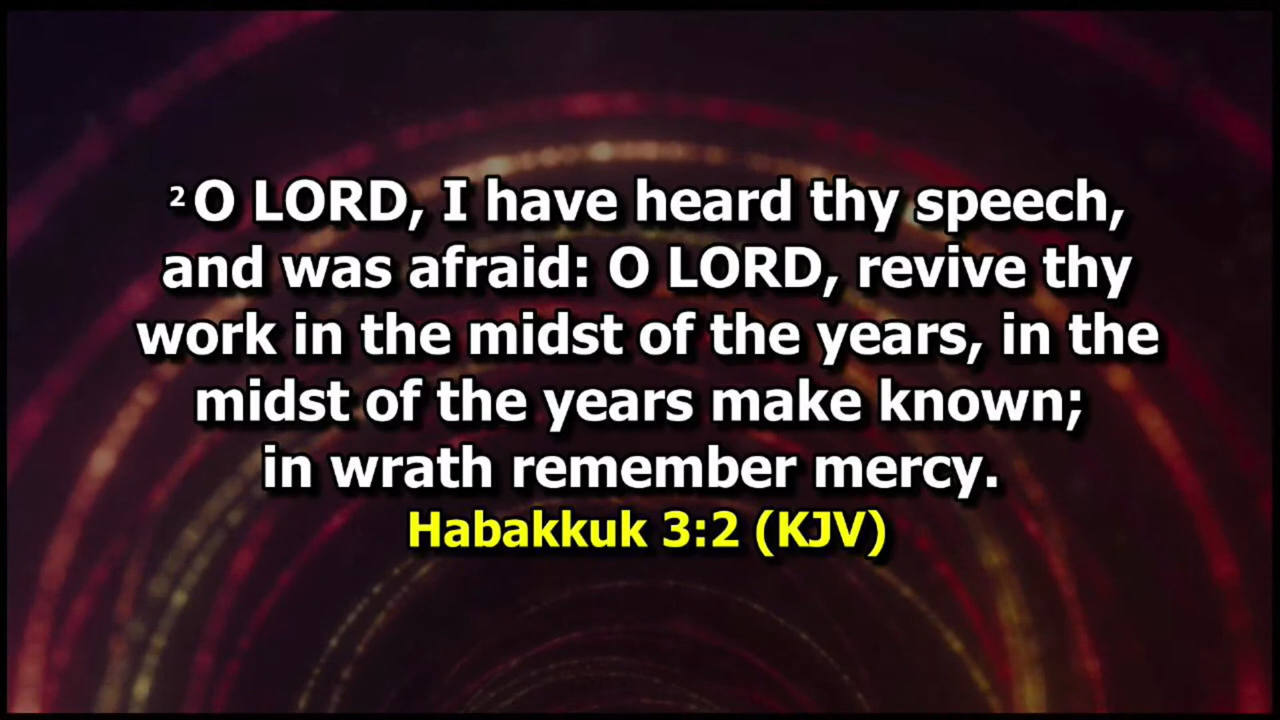 2 O LORD, I have heard thy speech,
and was afraid: O LORD, revive thy
work in the midst of the years, in the
midst of the years make known;
in wrath remember mercy.
Habakkuk 3:2 (KJV)